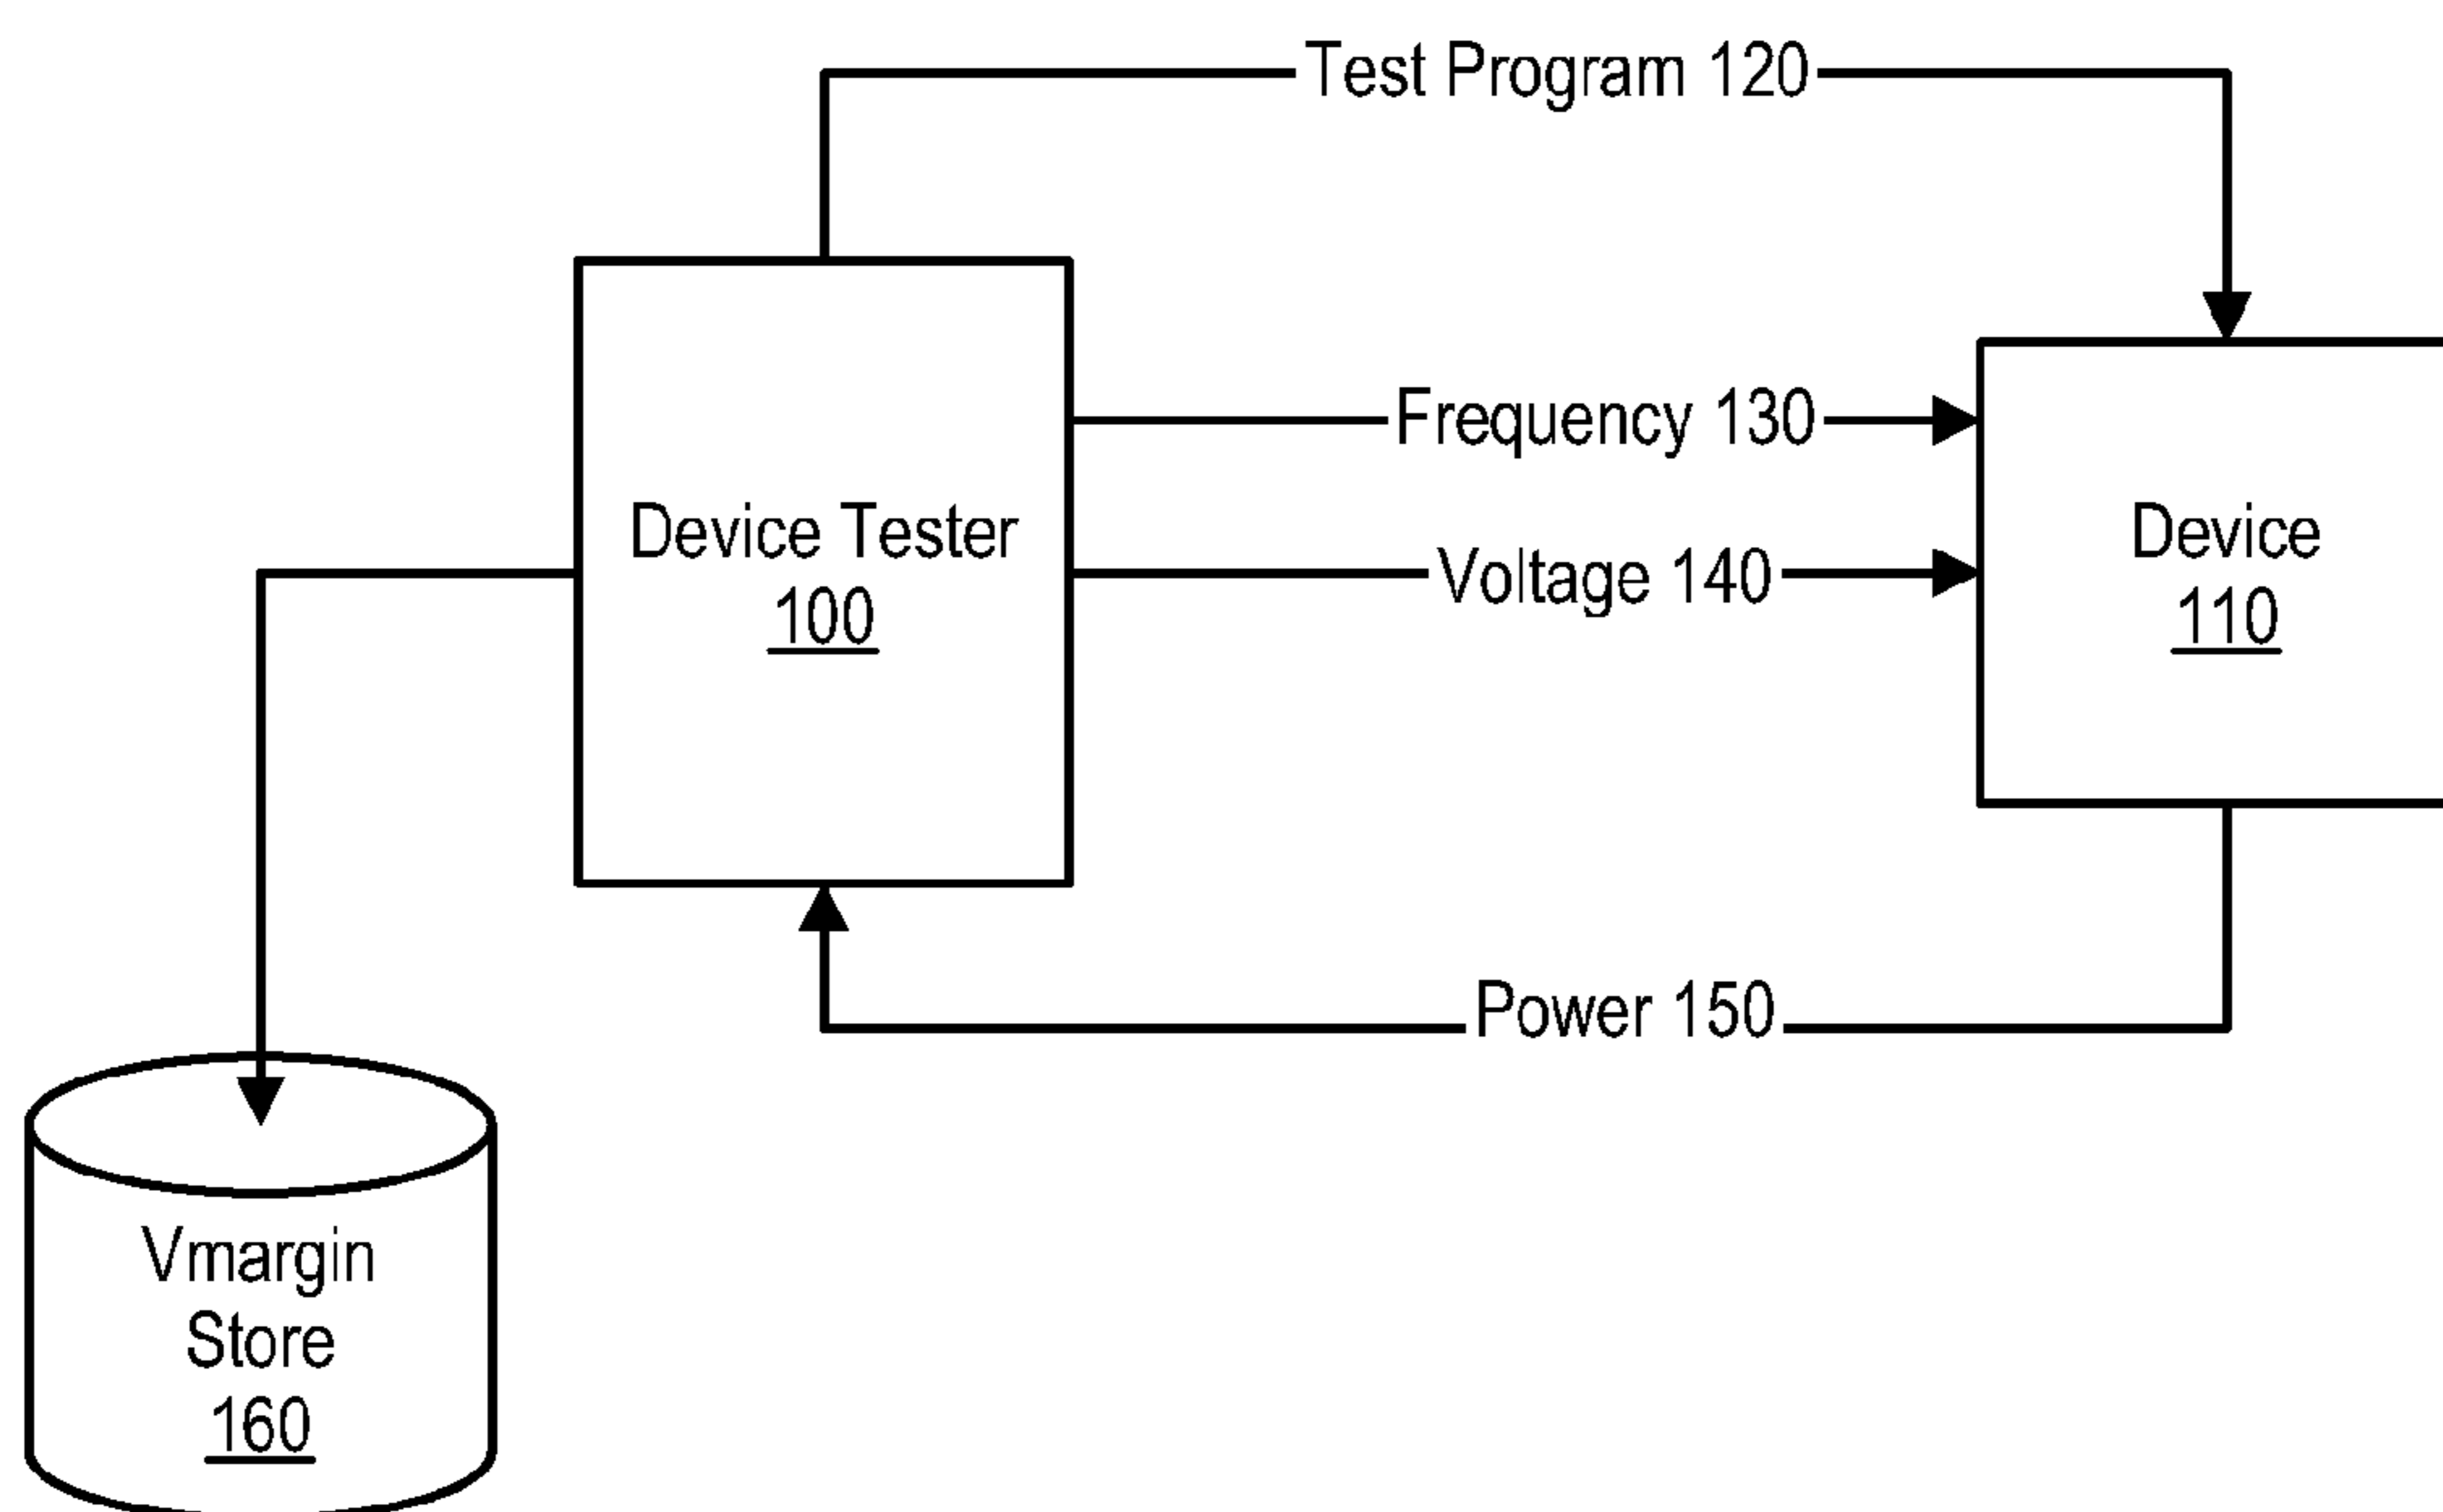 Test Program 120
Frequency 130
Device Tester
100
Voltage 140
Device
110
Power 150
Vmargin
Store
160